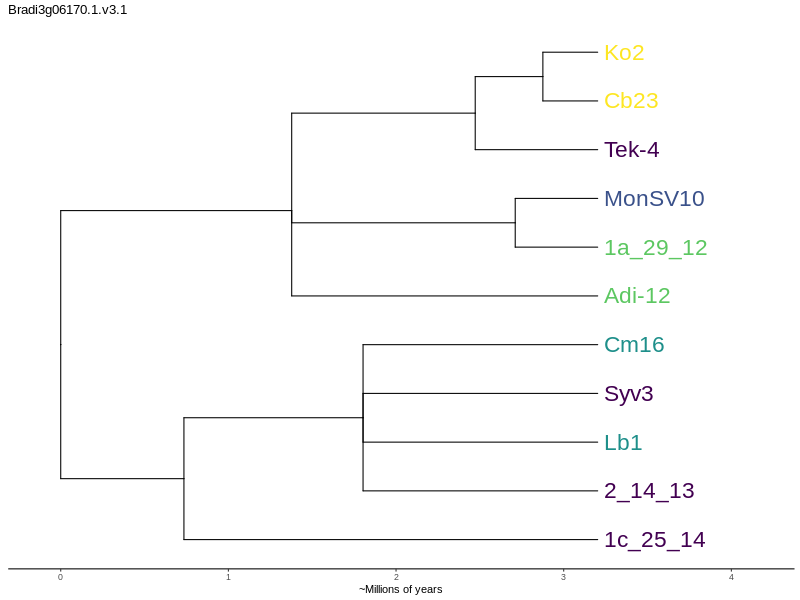 Bradi3g06170.1.v3.1
Ko2
Cb23
Tek-4
MonSV10
1a_29_12
Adi-12
Cm16
Syv3
Lb1
2_14_13
1c_25_14
0 1 2 3 4
~Millions of years